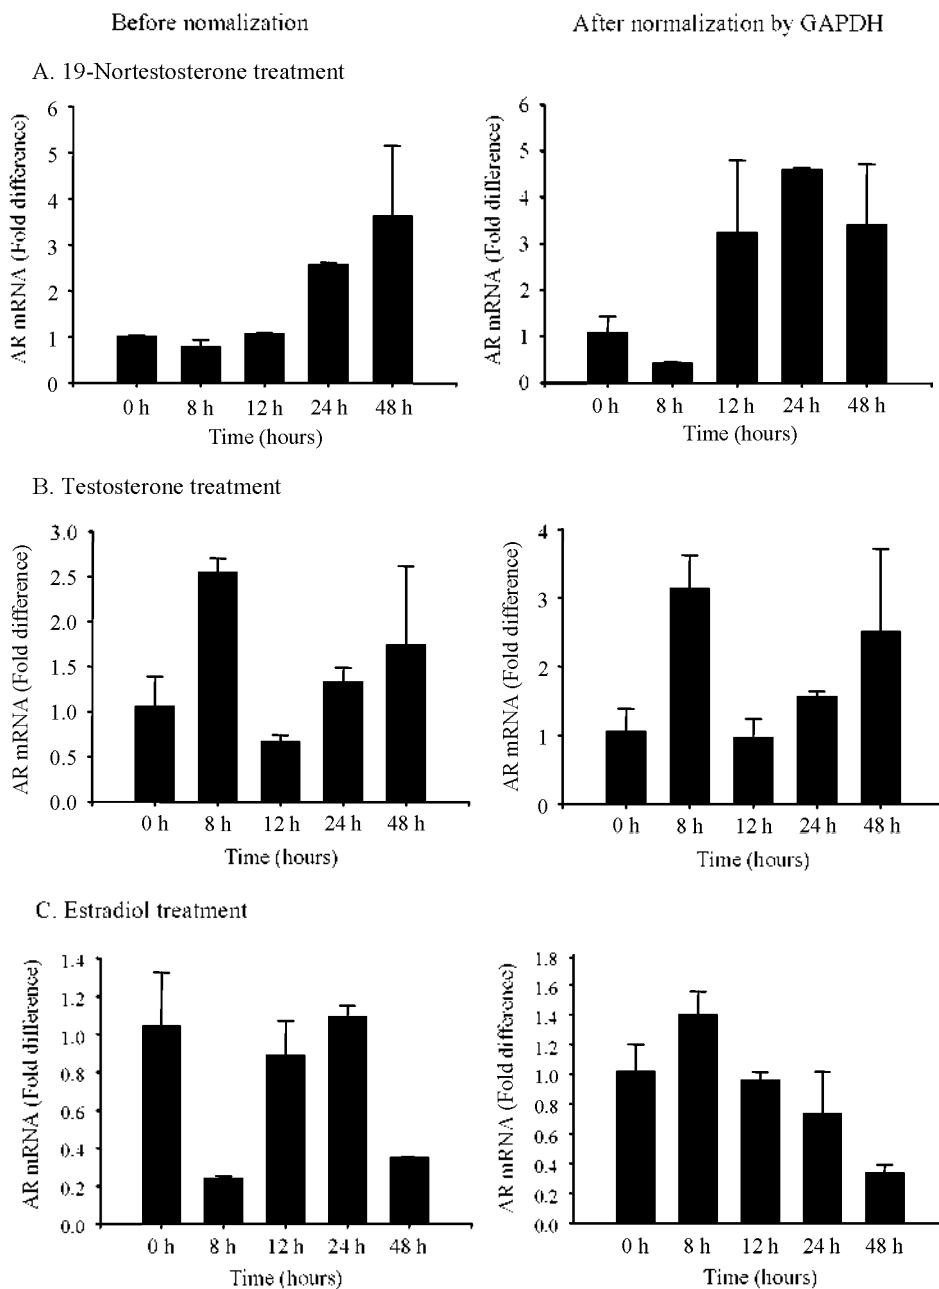 Before nomalization
After normalization by GAPDH
A. 19-Nortestosterone treatment
AR mRNA (Fold difference)
6
5
4
3
2
1
0
0 h 8 h 12 h 24 h 48 h
Time (hours)
AR mRNA (Fold difference)
6
5
4
3
2
1
0
0 h 8 h 12 h 24 h 48 h
Time (hours)
B. Testosterone treatment
AR mRNA (Fold difference)
3.0
2.5
2.0
1.5
1.0
0.5
0.0
0 h 8 h 12 h 24 h 48 h
Time (hours)
AR mRNA (Fold difference)
4
3
2
1
0
0 h 8 h 12 h 24 h 48 h
Time (hours)
C. Estradiol treatment
AR mRNA (Fold difference)
1.4
1.2
1.0
0.8
0.6
0.4
0.2
0.0
0 h 8 h 12 h 24 h 48 h
Time (hours)
AR mRNA (Fold difference)
1.8
1.6
1.4
1.2
1.0
0.8
0.6
0.4
0.2
0.0
0 h 8 h 12 h 24 h 48 h
Time (hours)